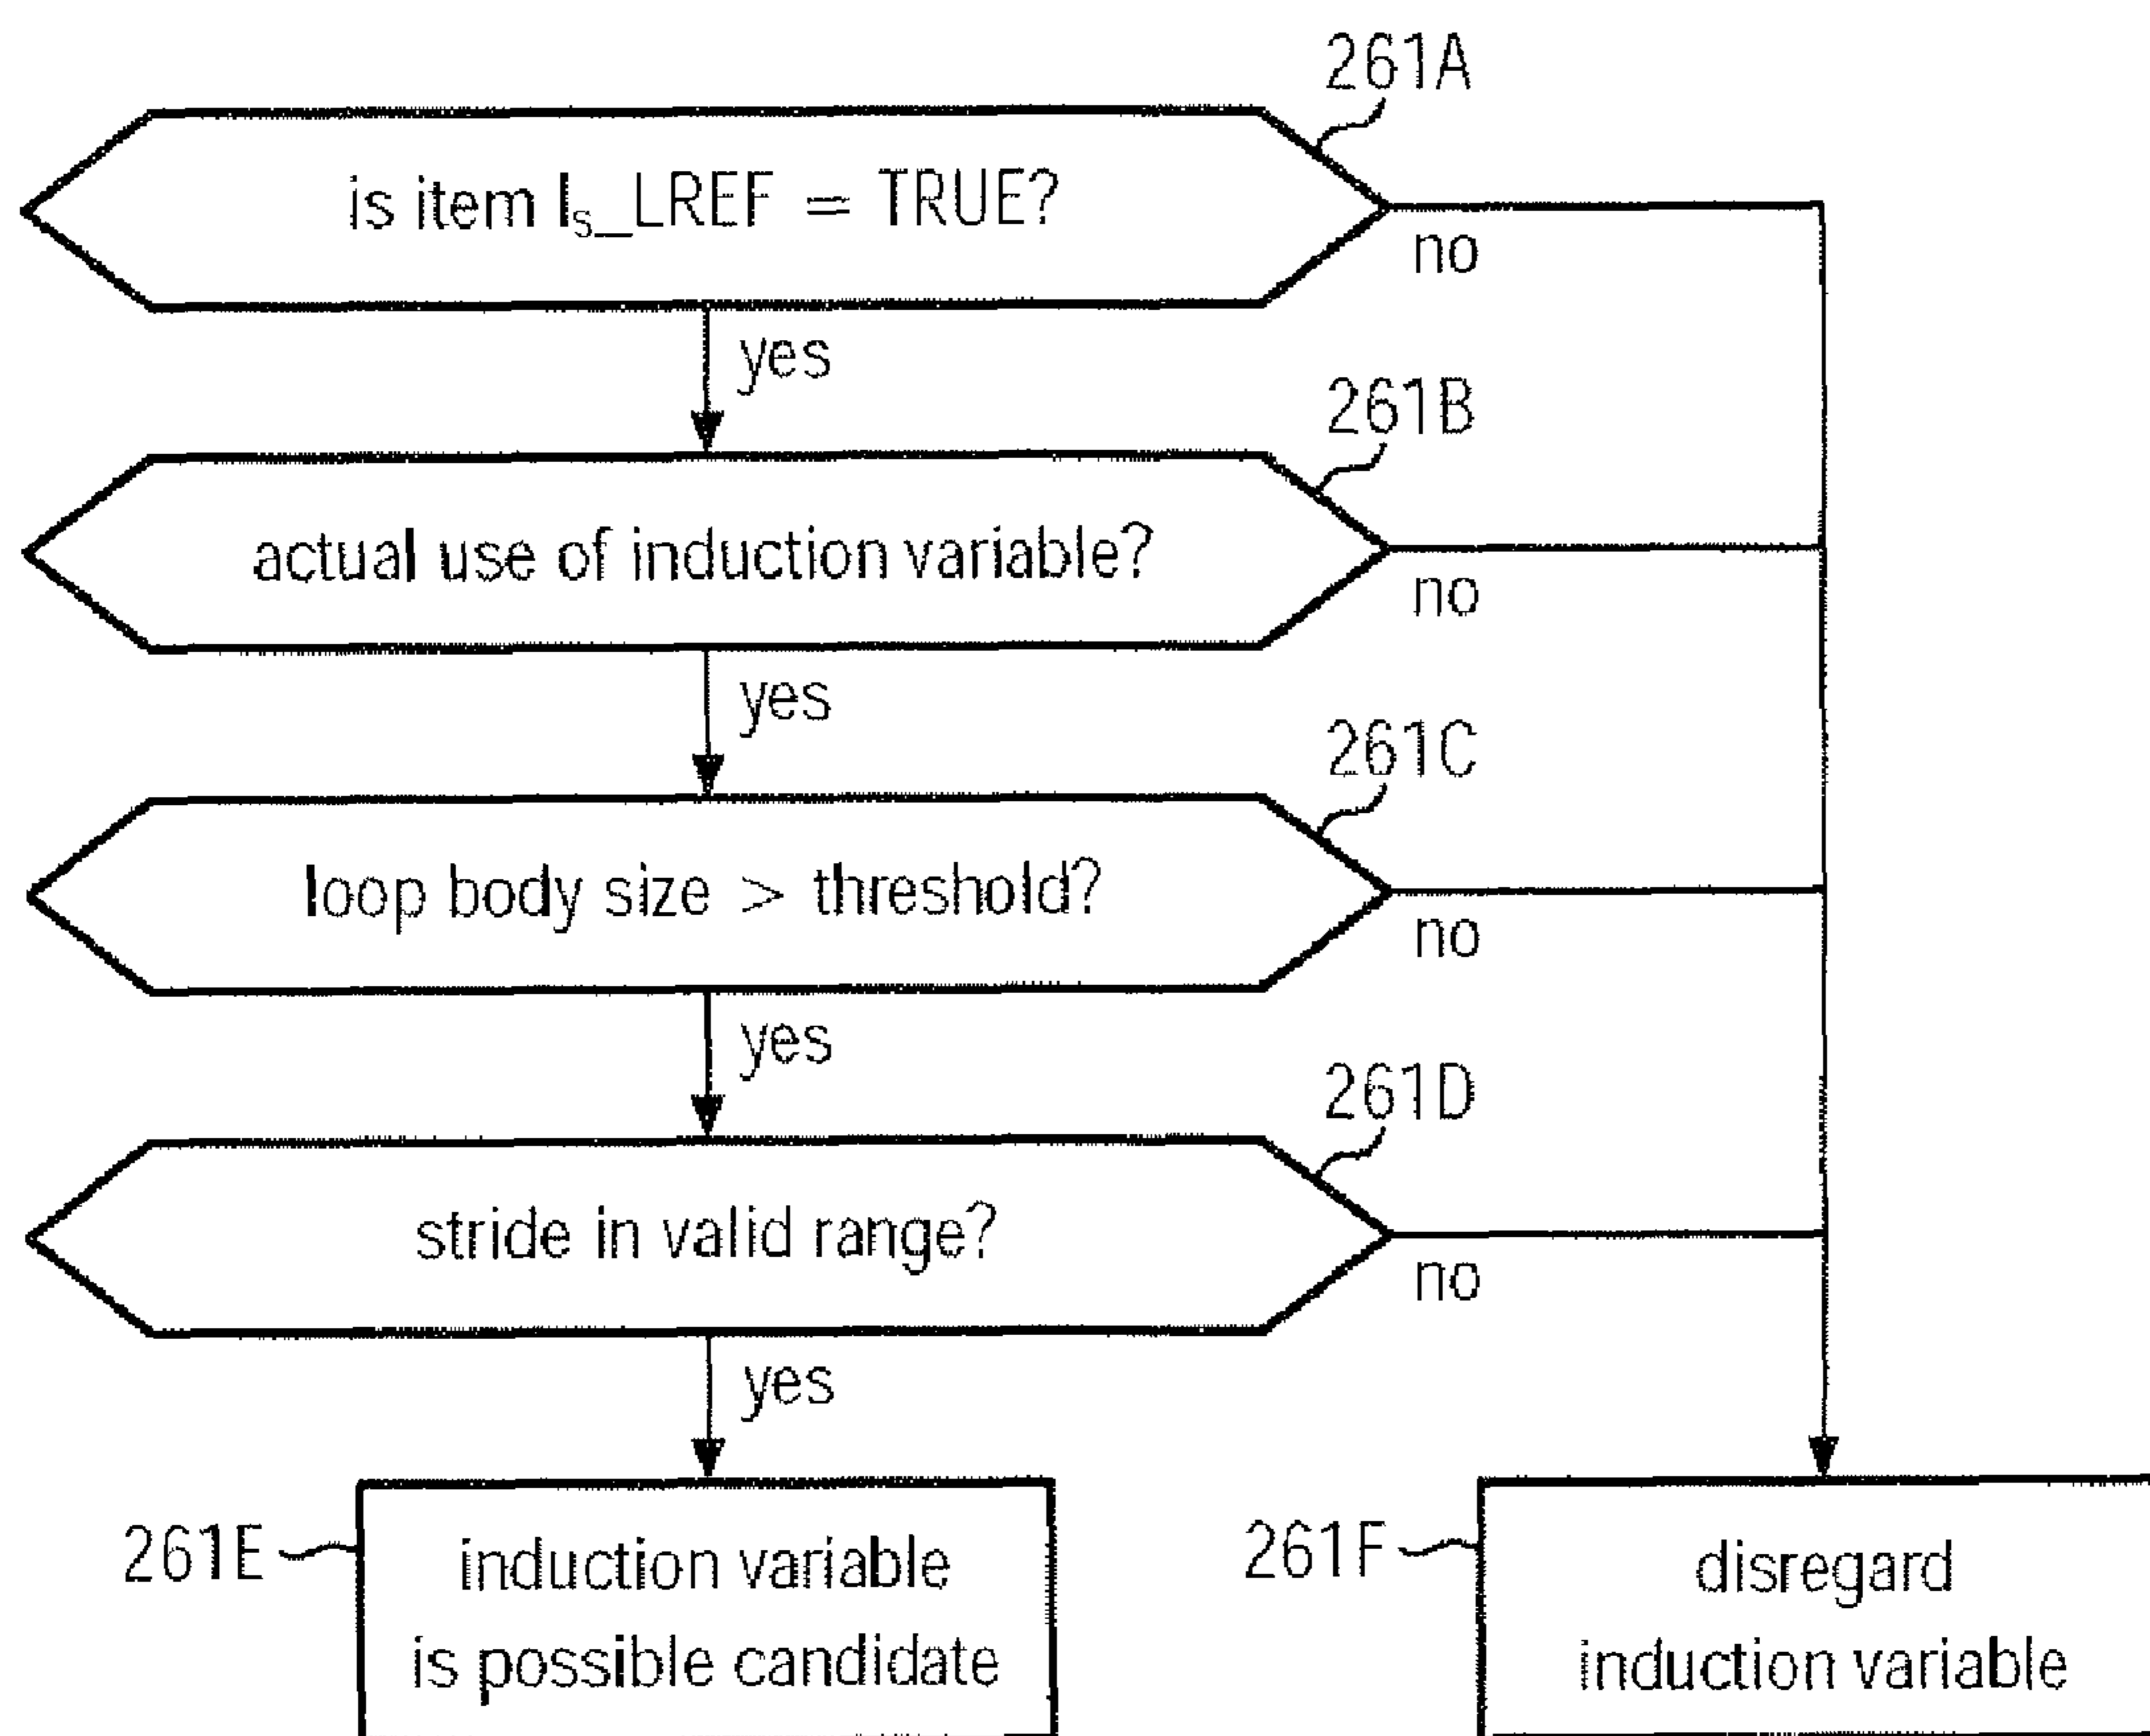 261A
is item Is_LREF = TRUE?
no
yes
261B
actual use of induction variable?
no
yes
261C
loop body size > threshold?
no
yes
261D
stride in valid range?
no
yes
261E
induction variable
is possible candidate
261F
disregard
induction variable